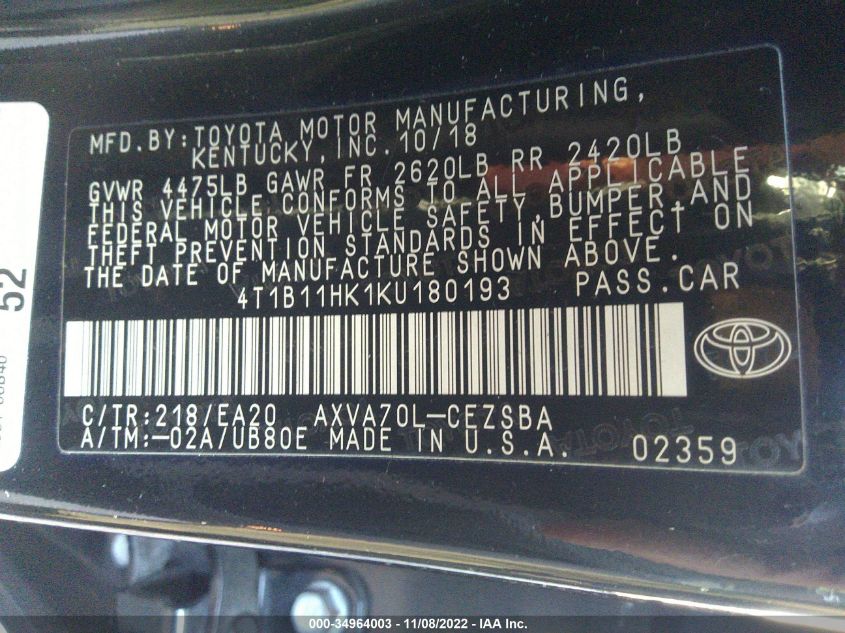 MFD.BY:TOYOTA MOTOR MANUFACTURING,
KENTUCKY,INC.10/18
GVWR 4475LB GAWR FR 2620LB RR 2420LB
THIS VEHICLE CONFORMS TO ALL APPLICABLE
FEDERAL MOTOR VEHICLE SAFETY,BUMPER,AND
THEFT PREVENTION STANDARDS IN EFFECT ON
THE DATE OF MANUFACTURE SHOWN ABOVE.
4T1B11HK1KU180193 PASS.CAR
C/TR:218/EA20 AXVA70L-CEZSBA
A/TM:-02A/UB80E MADE IN U.S.A. 02359
52
000-34964003 — 11/08/2022 — IAA Inc.